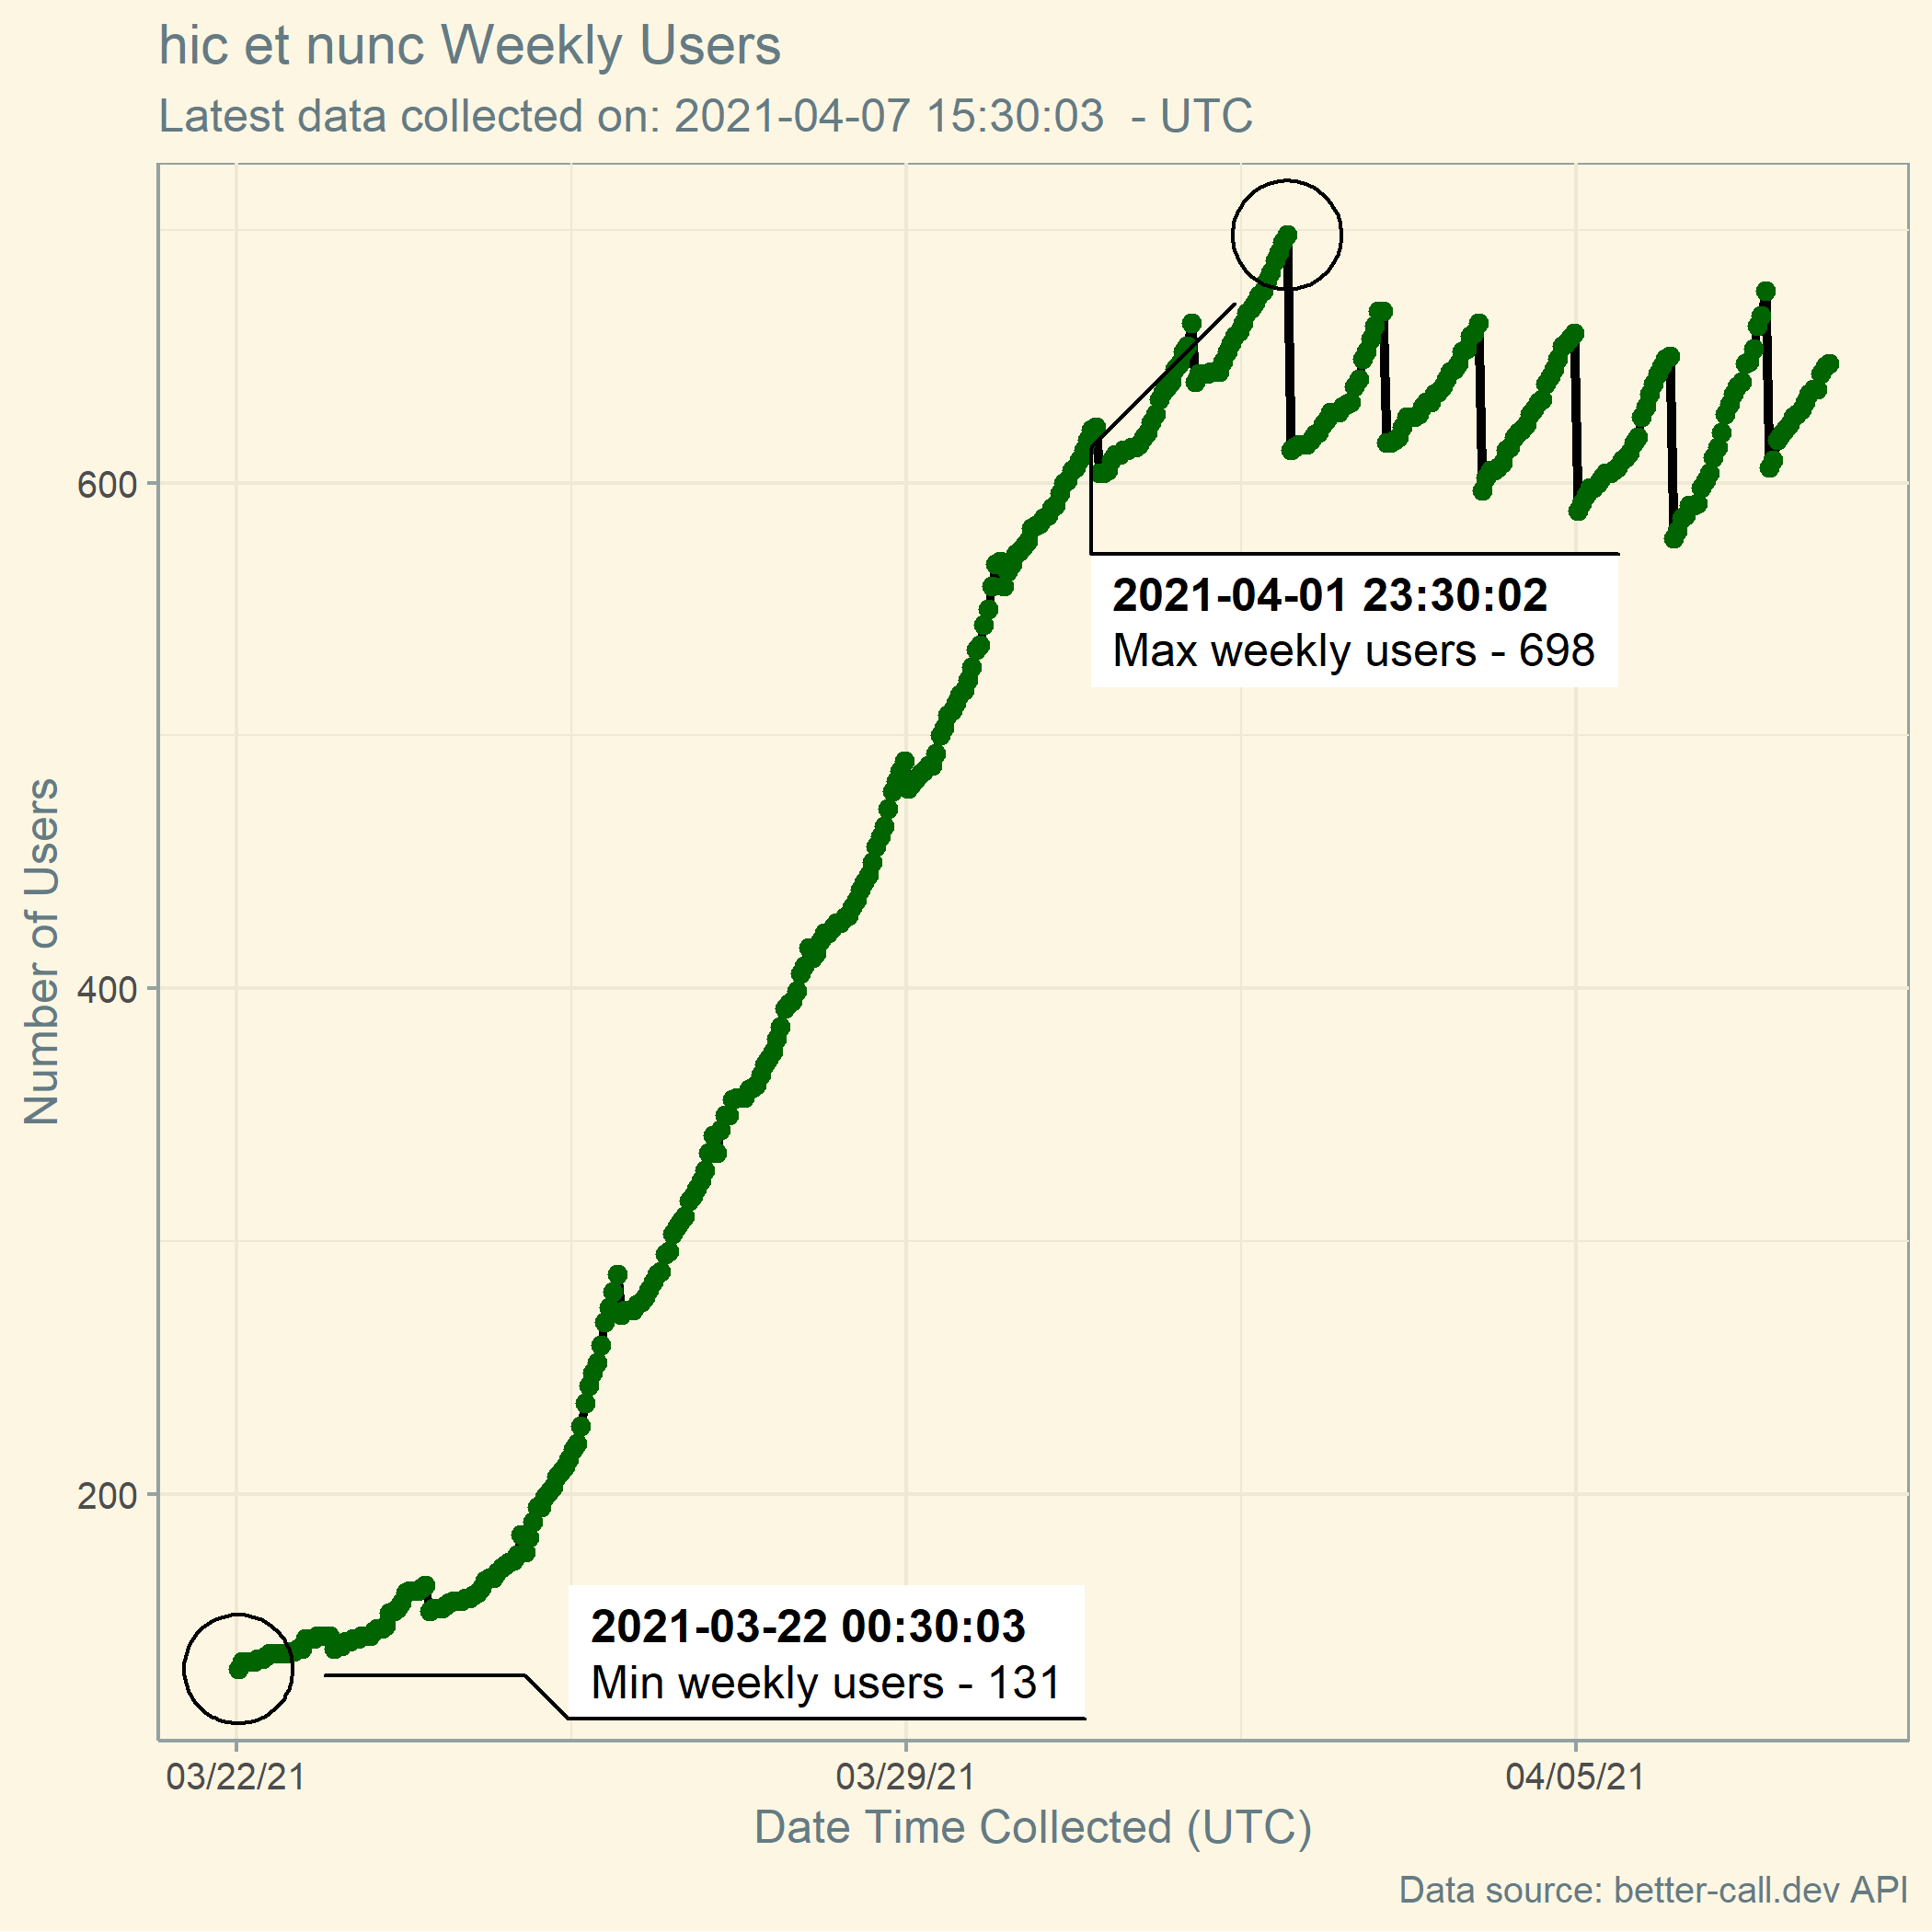 hic et nunc Weekly Users
Latest data collected on: 2021-04-07 15:30:03  - UTC
Number of Users
600
400
200
2021-04-01 23:30:02
Max weekly users - 698
2021-03-22 00:30:03
Min weekly users - 131
03/22/21
03/29/21
04/05/21
Date Time Collected (UTC)
Data source: better-call.dev API